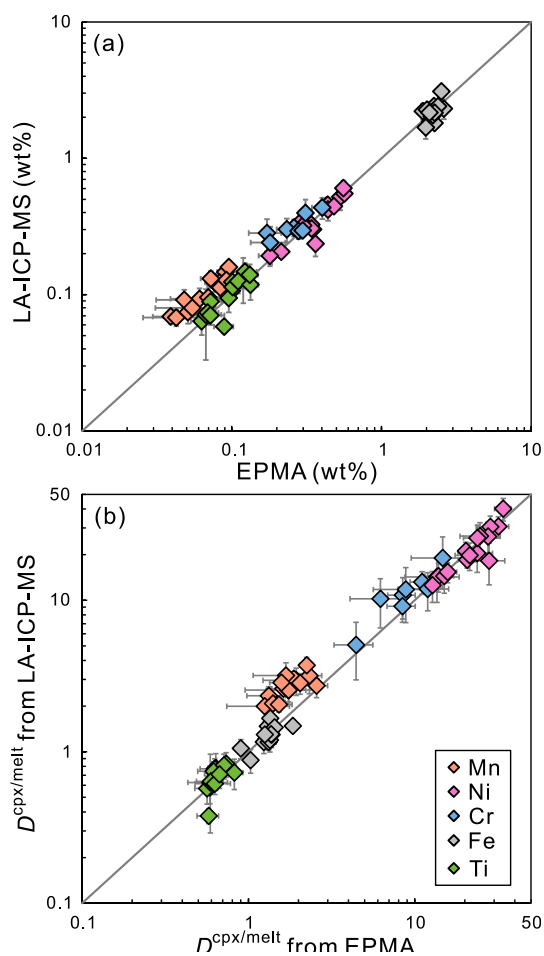 (a)
10
1
0.1
0.01
LA-ICP-MS (wt%)
0.01 0.1 1 10
EPMA (wt%)
(b)
50
10
1
0.1
D^cpx/melt from LA-ICP-MS
Mn
Ni
Cr
Fe
Ti
0.1 1 10 50
D^cpx/melt from EPMA